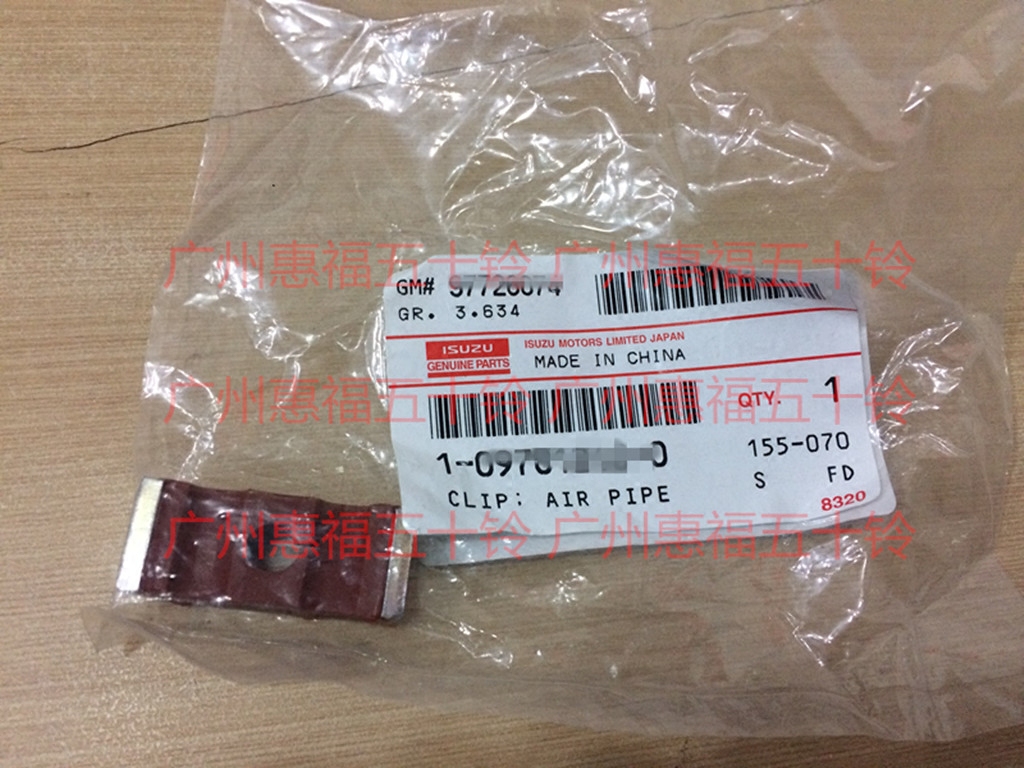 广州惠福五十铃 广州惠福五十铃
GM#
GR. 3.634
ISUZU
GENUINE PARTS
ISUZU MOTORS LIMITED JAPAN
MADE IN CHINA
广州惠福五十铃 广州惠福五十铃
QTY. 1
155-070
CLIP: AIR PIPE
S FD
8320
广州惠福五十铃 广州惠福五十铃